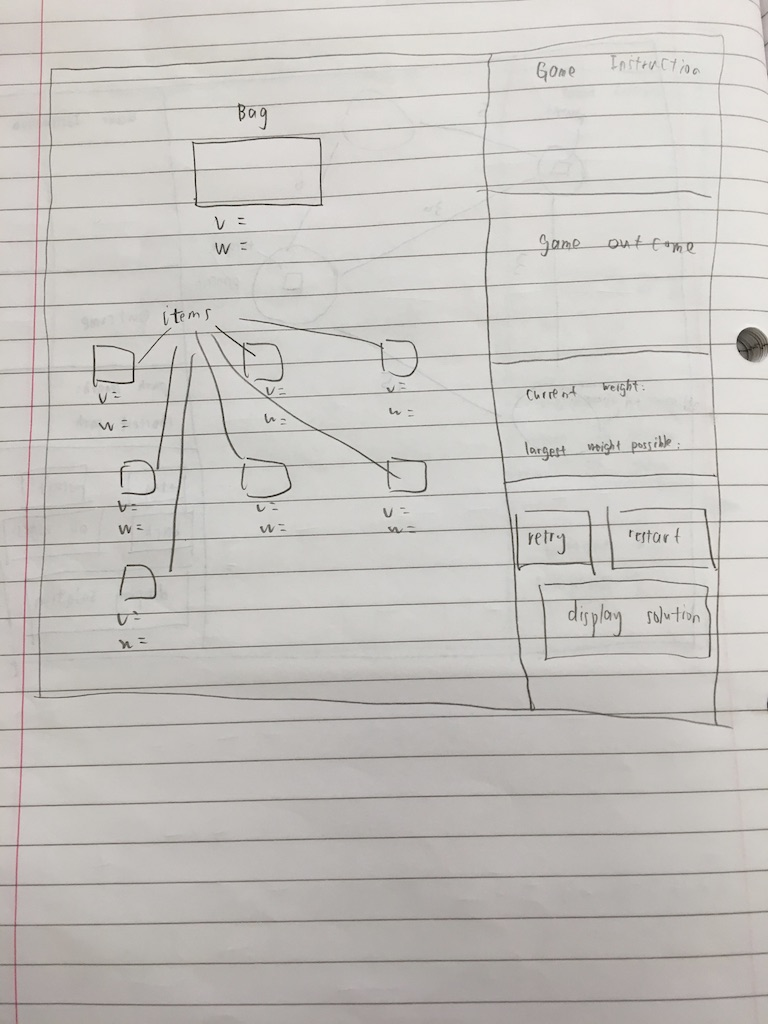 Bag
v =
w =
items
v =
w =
v =
w =
v =
w =
v =
w =
v =
w =
v =
w =
v =
w =
Game Instruction
Game outcome
Current weight:
largest weight possible:
retry
restart
display solution